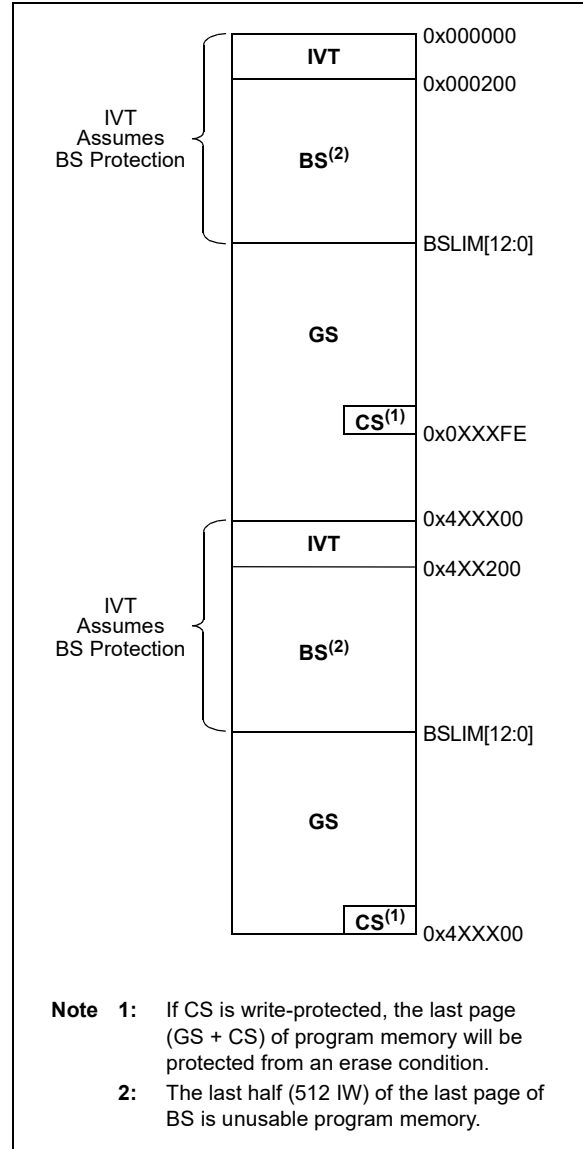 0x000000
IVT
0x000200
IVT
Assumes
BS Protection
BS(2)
BSLIM[12:0]
GS
CS(1)
0x0XXXFE
0x4XXX00
IVT
0x4XX200
IVT
Assumes
BS Protection
BS(2)
BSLIM[12:0]
GS
CS(1)
0x4XXX00
Note 1: If CS is write-protected, the last page
(GS + CS) of program memory will be
protected from an erase condition.
2: The last half (512 IW) of the last page of
BS is unusable program memory.